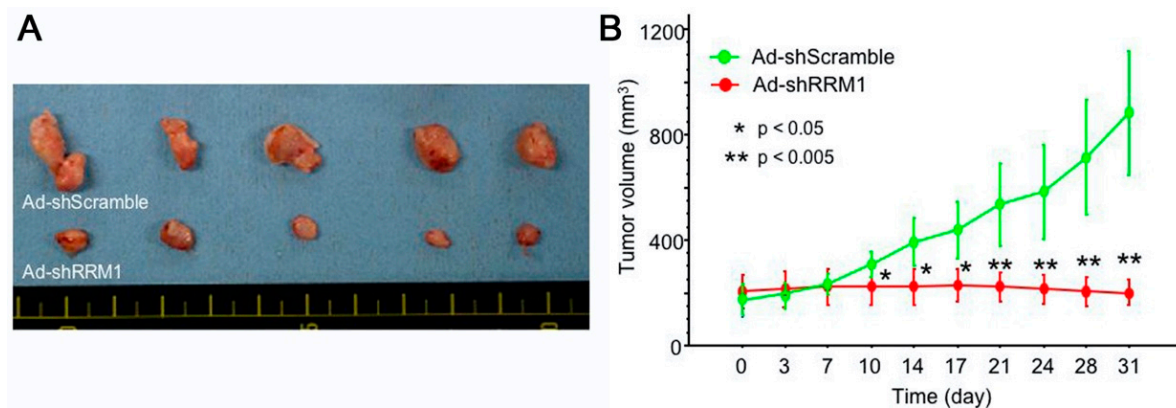 A
Ad-shScramble
Ad-shRRM1
B
Tumor volume (mm³)
1200
800
400
0
Ad-shScramble
Ad-shRRM1
* p < 0.05
** p < 0.005
* * * ** ** ** **
0 3 7 10 14 17 21 24 28 31
Time (day)